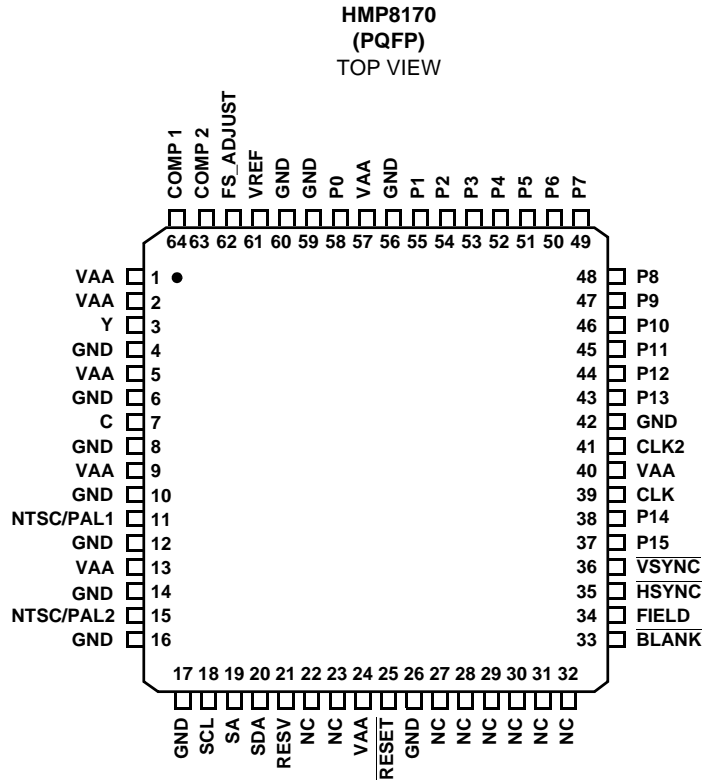 HMP8170
(PQFP)
TOP VIEW
COMP 1
COMP 2
FS_ADJUST
VREF
GND
GND
P0
VAA
GND
P1
P2
P3
P4
P5
P6
P7
64 63 62 61 60 59 58 57 56 55 54 53 52 51 50 49
VAA 1 48 P8
VAA 2 47 P9
Y 3 46 P10
GND 4 45 P11
VAA 5 44 P12
GND 6 43 P13
C 7 42 GND
GND 8 41 CLK2
VAA 9 40 VAA
GND 10 39 CLK
NTSC/PAL1 11 38 P14
GND 12 37 P15
VAA 13 36 VSYNC
GND 14 35 HSYNC
NTSC/PAL2 15 34 FIELD
GND 16 33 BLANK
17 18 19 20 21 22 23 24 25 26 27 28 29 30 31 32
GND
SCL
SA
SDA
RESV
NC
NC
VAA
RESET
GND
NC
NC
NC
NC
NC
NC